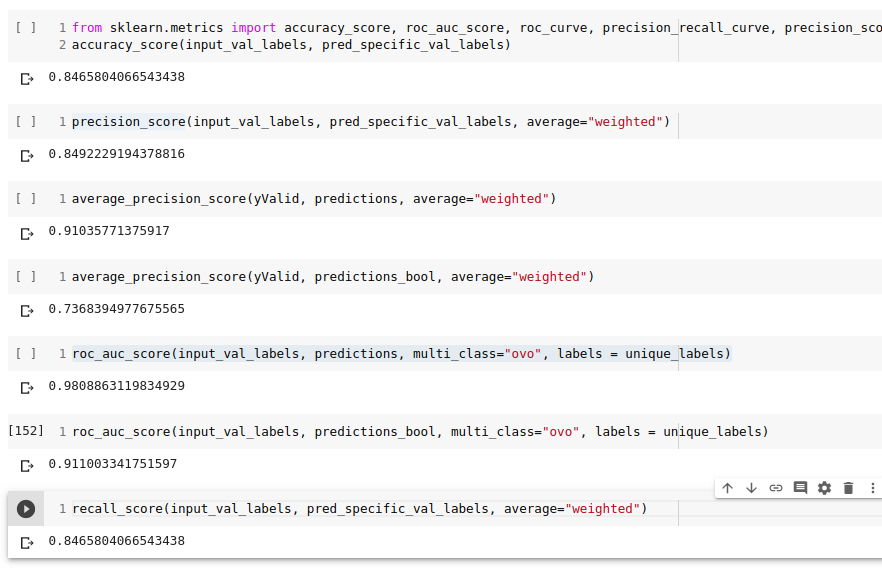 [ ] 1 from sklearn.metrics import accuracy_score, roc_auc_score, roc_curve, precision_recall_curve, precision_sco
2 accuracy_score(input_val_labels, pred_specific_val_labels)
0.8465804066543438
[ ] 1 precision_score(input_val_labels, pred_specific_val_labels, average="weighted")
0.8492229194378816
[ ] 1 average_precision_score(yValid, predictions, average="weighted")
0.91035771375917
[ ] 1 average_precision_score(yValid, predictions_bool, average="weighted")
0.7368394977675565
[ ] 1 roc_auc_score(input_val_labels, predictions, multi_class="ovo", labels = unique_labels)
0.9808863119834929
[152] 1 roc_auc_score(input_val_labels, predictions_bool, multi_class="ovo", labels = unique_labels)
0.911003341751597
1 recall_score(input_val_labels, pred_specific_val_labels, average="weighted")
0.8465804066543438